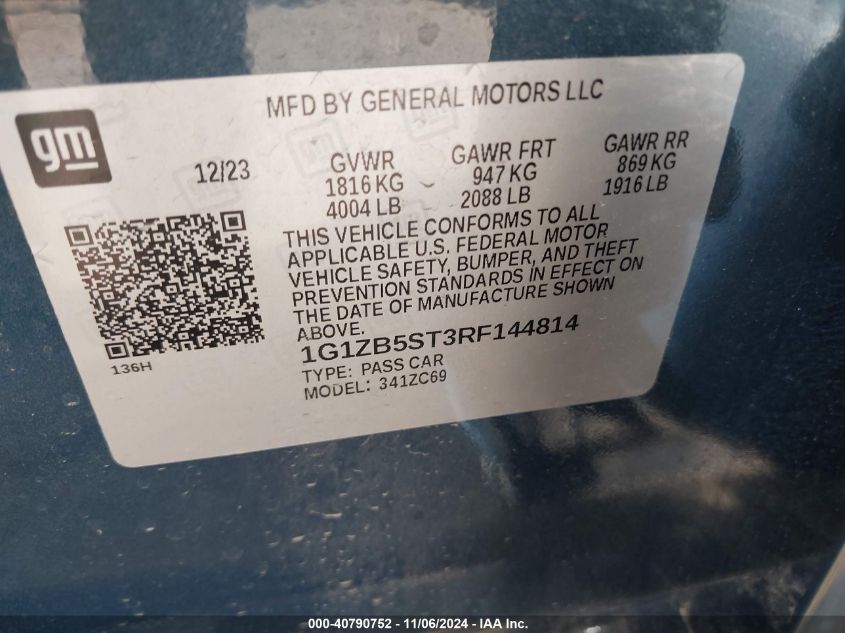 MFD BY GENERAL MOTORS LLC
gm
12/23
GVWR
1816 KG
4004 LB
GAWR FRT
947 KG
2088 LB
GAWR RR
869 KG
1916 LB
THIS VEHICLE CONFORMS TO ALL
APPLICABLE U.S. FEDERAL MOTOR
VEHICLE SAFETY, BUMPER, AND THEFT
PREVENTION STANDARDS IN EFFECT ON
THE DATE OF MANUFACTURE SHOWN
ABOVE.
1G1ZB5ST3RF144814
TYPE: PASS CAR
MODEL: 341ZC69
136H
000-40790752 - 11/06/2024 - IAA Inc.